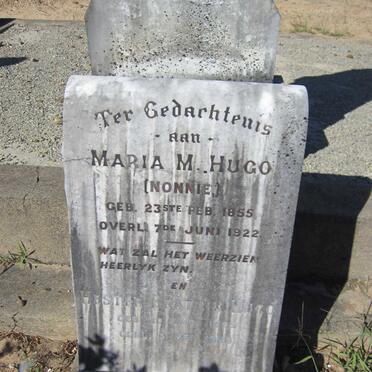 Ter Gedachtenis
- aan -
MARIA M. HUGO
(NONNIE)
GEB. 23STE FEB. 1855
OVERL. 7DE JUNI 1922.
WAT ZAL HET WEERZIEN
HEERLYK ZYN.
EN